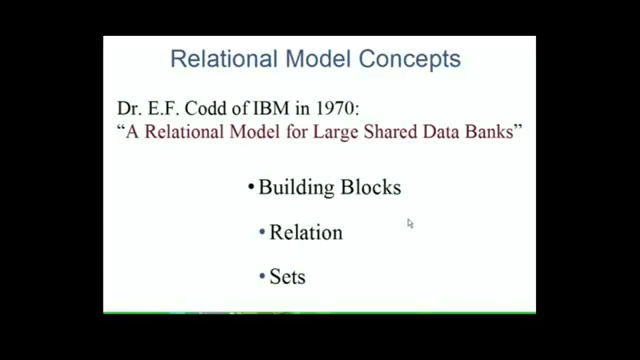 Relational Model Concepts
Dr. E.F. Codd of IBM in 1970:
“A Relational Model for Large Shared Data Banks”
• Building Blocks
• Relation
• Sets